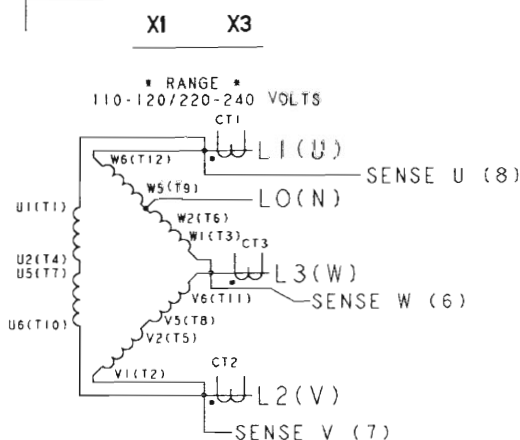 X1 X3
* RANGE *
110-120/220-240 VOLTS
CT1
L1(U)
W6(T12)
SENSE U (8)
W5(T9)
L0(N)
U1(T1)
W2(T6)
W1(T3)
CT3
U2(T4)
U5(T7)
L3(W)
V6(T11)
SENSE W (6)
U6(T10)
V5(T8)
V2(T5)
CT2
V1(T2)
L2(V)
SENSE V (7)